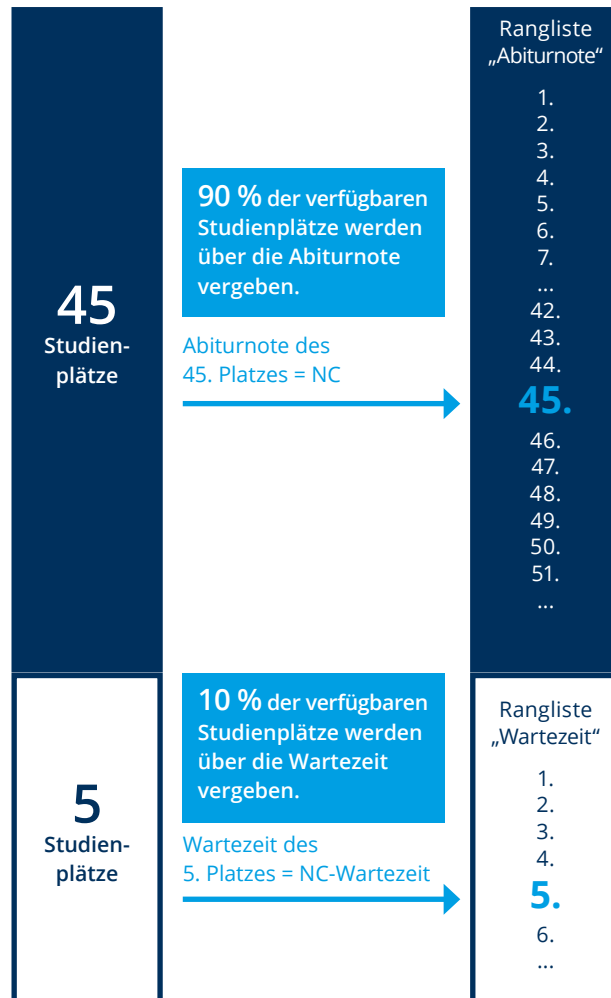 45
Studien-
plätze
90 % der verfügbaren
Studienplätze werden
über die Abiturnote
vergeben.
Abiturnote des
45. Platzes = NC
Rangliste
„Abiturnote“
1.
2.
3.
4.
5.
6.
7.
...
42.
43.
44.
45.
46.
47.
48.
49.
50.
51.
...
5
Studien-
plätze
10 % der verfügbaren
Studienplätze werden
über die Wartezeit
vergeben.
Wartezeit des
5. Platzes = NC-Wartezeit
Rangliste
„Wartezeit“
1.
2.
3.
4.
5.
6.
...